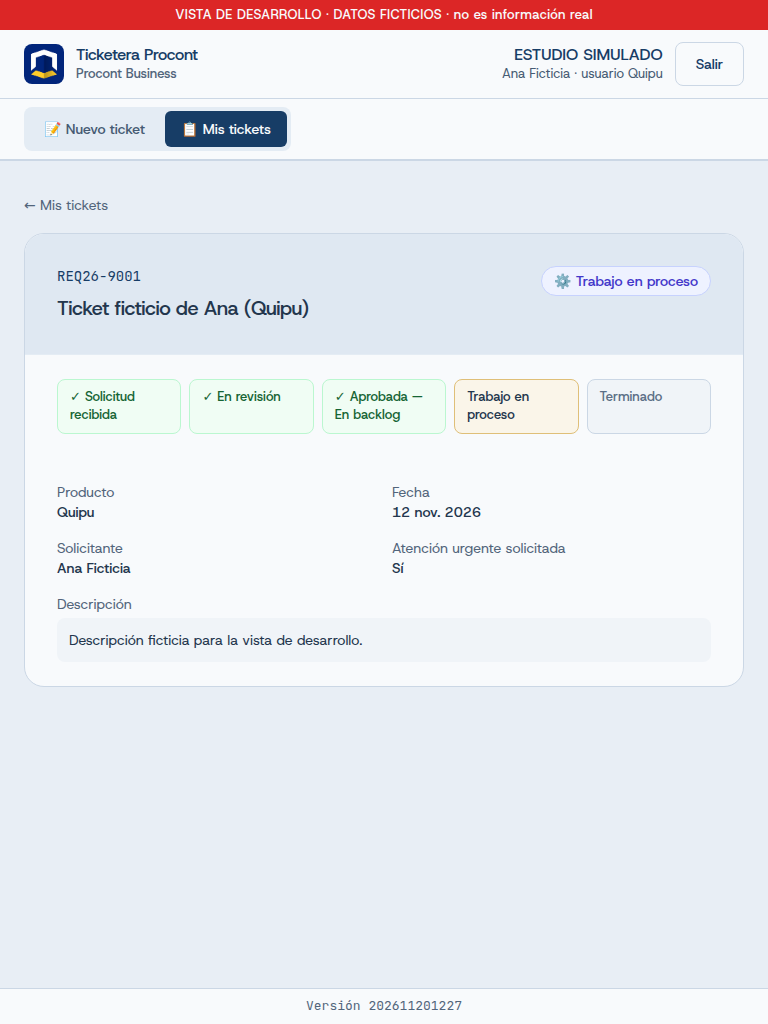 VISTA DE DESARROLLO · DATOS FICTICIOS · no es información real
Ticketera Procont
Procont Business
ESTUDIO SIMULADO
Ana Ficticia · usuario Quipu
Salir
📝 Nuevo ticket
📋 Mis tickets
← Mis tickets
REQ26-9001
Ticket ficticio de Ana (Quipu)
⚙️ Trabajo en proceso
✓ Solicitud
recibida
✓ En revisión
✓ Aprobada —
En backlog
Trabajo en
proceso
Terminado
Producto
Quipu
Fecha
12 nov. 2026
Solicitante
Ana Ficticia
Atención urgente solicitada
Sí
Descripción
Descripción ficticia para la vista de desarrollo.
Versión 202611201227